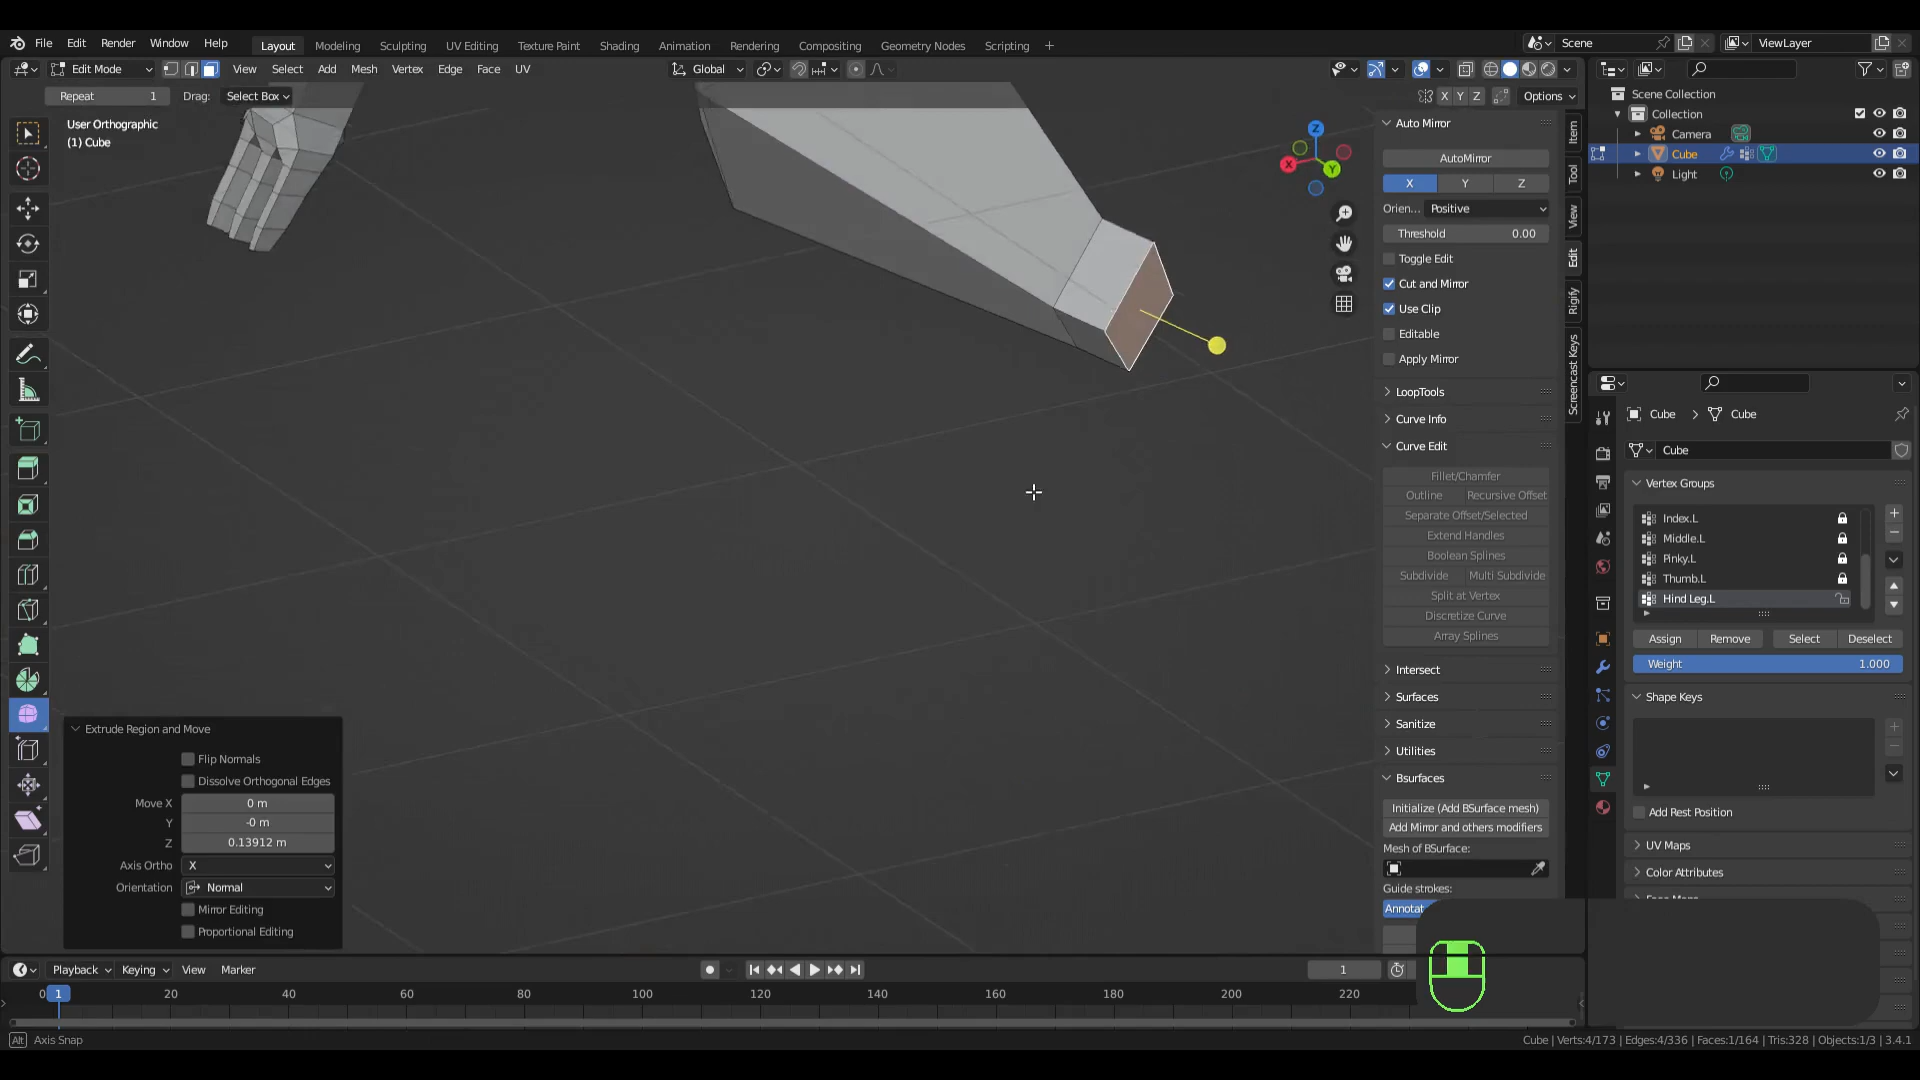 File Edit Render Window Help Layout Modeling Sculpting UV Editing Texture Paint Shading Animation Rendering Compositing Geometry Nodes Scripting + Scene ViewLayer
Edit Mode View Select Add Mesh Vertex Edge Face UV Global
Repeat 1 Drag: Select Box X Y Z Options
User Orthographic
(1) Cube
Z
X
Y
Auto Mirror
AutoMirror
X Y Z
Orien... Positive
Threshold 0.00
Toggle Edit
Cut and Mirror
Use Clip
Editable
Apply Mirror
LoopTools
Curve Info
Curve Edit
Fillet/Chamfer
Outline Recursive Offset
Separate Offset/Selected
Extend Handles
Boolean Splines
Subdivide Multi Subdivide
Split at Vertex
Discretize Curve
Array Splines
Intersect
Surfaces
Sanitize
Utilities
Bsurfaces
Initialize (Add BSurface mesh)
Add Mirror and others modifiers
Mesh of BSurface:
Guide strokes:
Annotat
Item
Tool
View
Edit
Rigify
Screencast Keys
Scene Collection
Collection
Camera
Cube
Light
Cube > Cube
Cube
Vertex Groups
Index.L
Middle.L
Pinky.L
Thumb.L
Hind Leg.L
Assign Remove Select Deselect
Weight 1.000
Shape Keys
Add Rest Position
UV Maps
Color Attributes
Extrude Region and Move
Flip Normals
Dissolve Orthogonal Edges
Move X 0 m
Y -0 m
Z 0.13912 m
Axis Ortho X
Orientation Normal
Mirror Editing
Proportional Editing
Playback Keying View Marker 1
0 1 20 40 60 80 100 120 140 160 180 200 220
Alt Axis Snap Cube | Verts:4/173 | Edges:4/336 | Faces:1/164 | Tris:328 | Objects:1/3 | 3.4.1